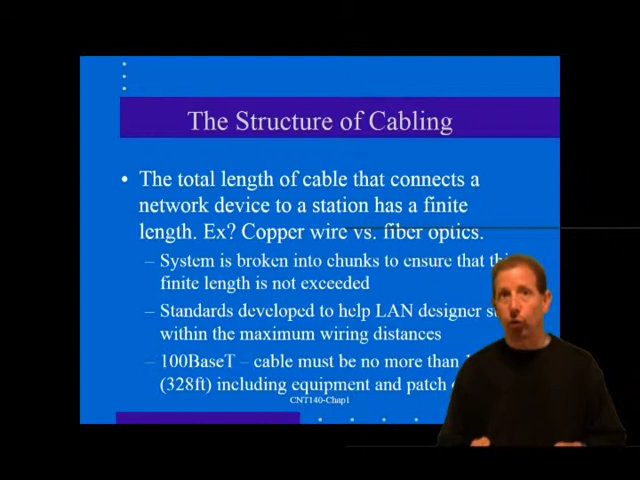 The Structure of Cabling
• The total length of cable that connects a
network device to a station has a finite
length. Ex? Copper wire vs. fiber optics.
– System is broken into chunks to ensure that
finite length is not exceeded
– Standards developed to help LAN designer
within the maximum wiring distances
– 100BaseT – cable must be no more than
(328ft) including equipment and patch
CNT140-Chap1